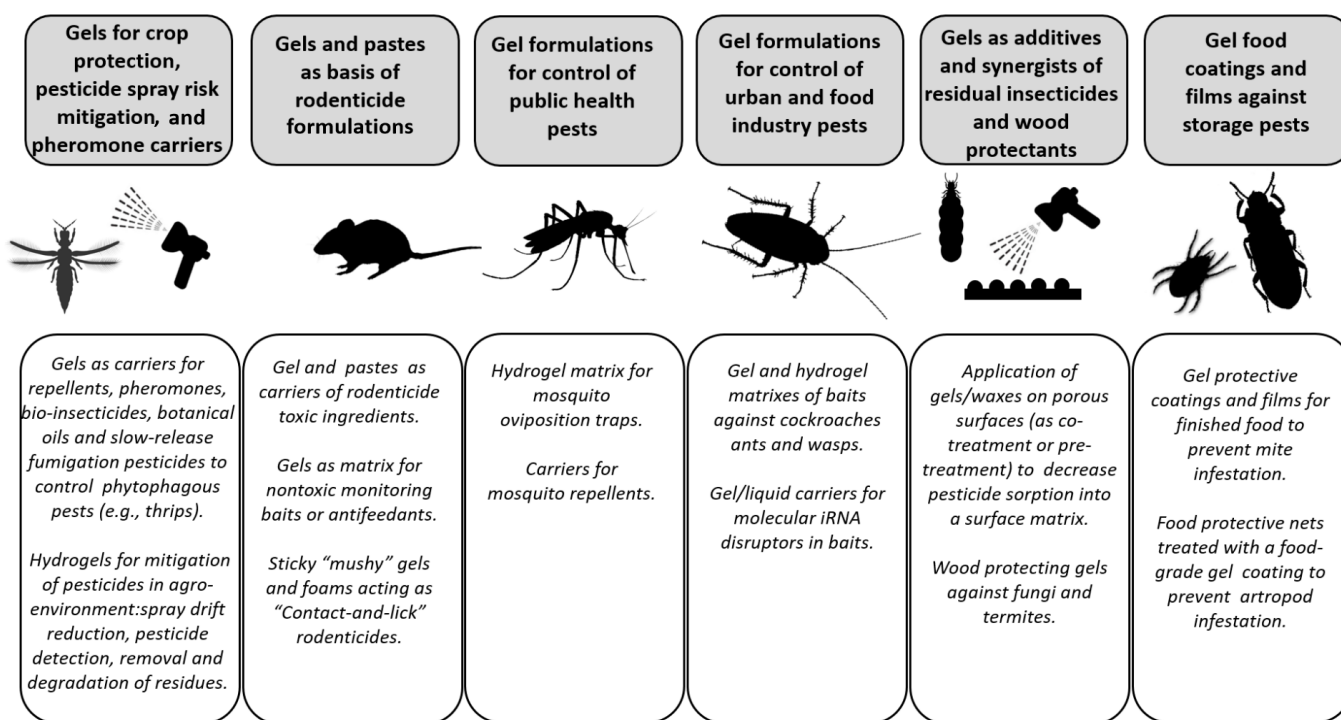 Gels for crop
protection,
pesticide spray risk
mitigation, and
pheromone carriers
Gels and pastes
as basis of
rodenticide
formulations
Gel formulations
for control of
public health
pests
Gel formulations
for control of
urban and food
industry pests
Gels as additives
and synergists of
residual insecticides
and wood
protectants
Gel food
coatings and
films against
storage pests
Gels as carriers for
repellents, pheromones,
bio-insecticides, botanical
oils and slow-release
fumigation pesticides to
control phytophagous
pests (e.g., thrips).
Hydrogels for mitigation
of pesticides in agro-
environment:spray drift
reduction, pesticide
detection, removal and
degradation of residues.
Gel and pastes as
carriers of rodenticide
toxic ingredients.
Gels as matrix for
nontoxic monitoring
baits or antifeedants.
Sticky “mushy” gels
and foams acting as
“Contact-and-lick”
rodenticides.
Hydrogel matrix for
mosquito
oviposition traps.
Carriers for
mosquito repellents.
Gel and hydrogel
matrixes of baits
against cockroaches
ants and wasps.
Gel/liquid carriers for
molecular iRNA
disruptors in baits.
Application of
gels/waxes on porous
surfaces (as co-
treatment or pre-
treatment) to decrease
pesticide sorption into
a surface matrix.
Wood protecting gels
against fungi and
termites.
Gel protective
coatings and films for
finished food to
prevent mite
infestation.
Food protective nets
treated with a food-
grade gel coating to
prevent artropod
infestation.